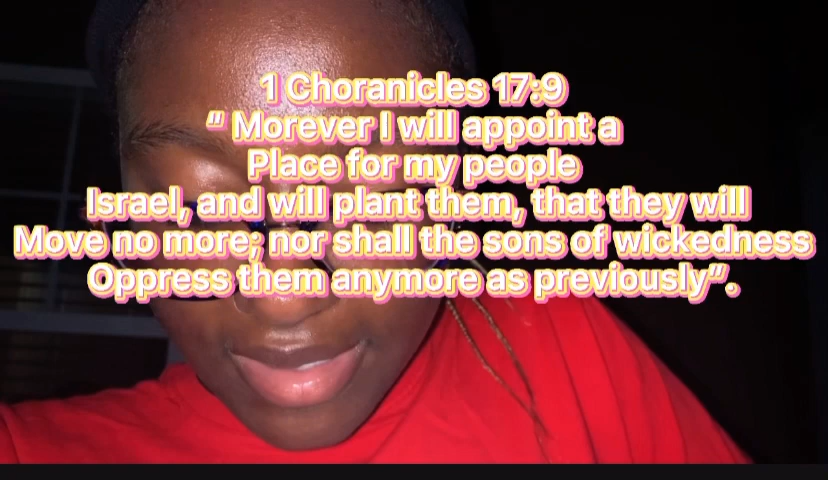 1 Choranicles 17:9
“ Morever I will appoint a
Place for my people
Israel, and will plant them, that they will
Move no more; nor shall the sons of wickedness
Oppress them anymore as previously”.